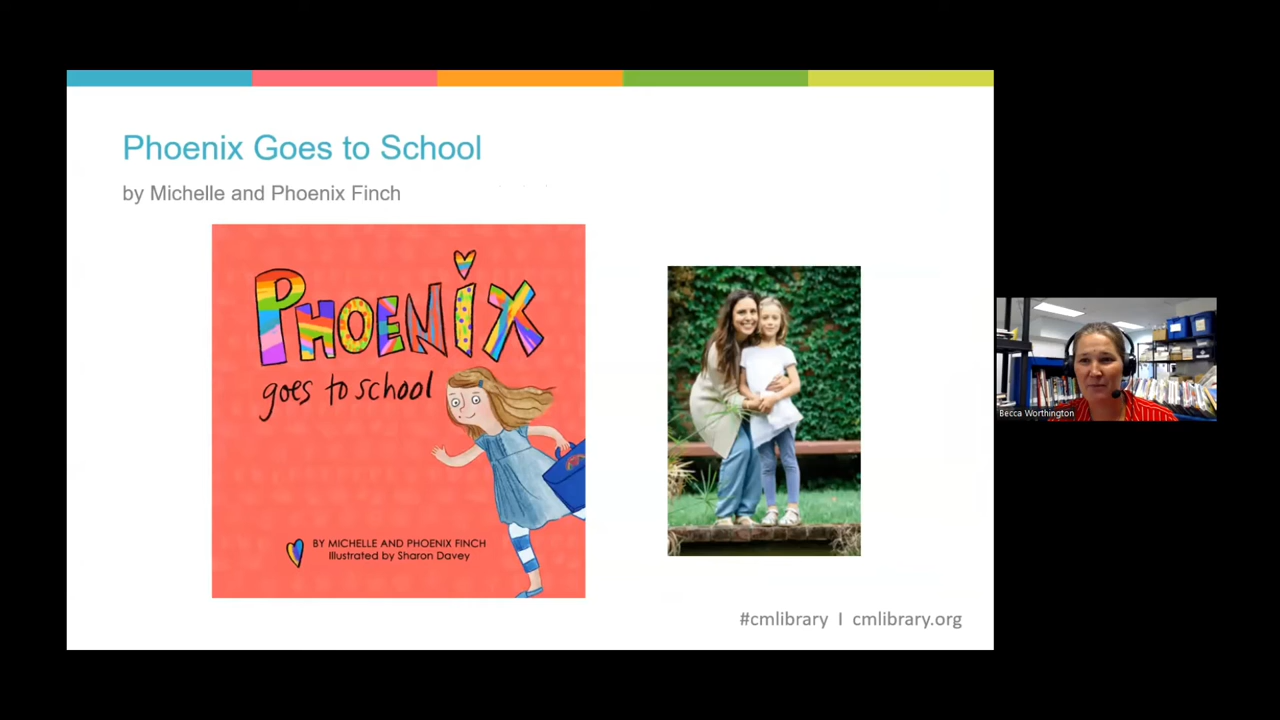 Phoenix Goes to School
by Michelle and Phoenix Finch
PHOENiX
goes to school
BY MICHELLE AND PHOENIX FINCH
Illustrated by Sharon Davey
#cmlibrary I cmlibrary.org
Becca Worthington